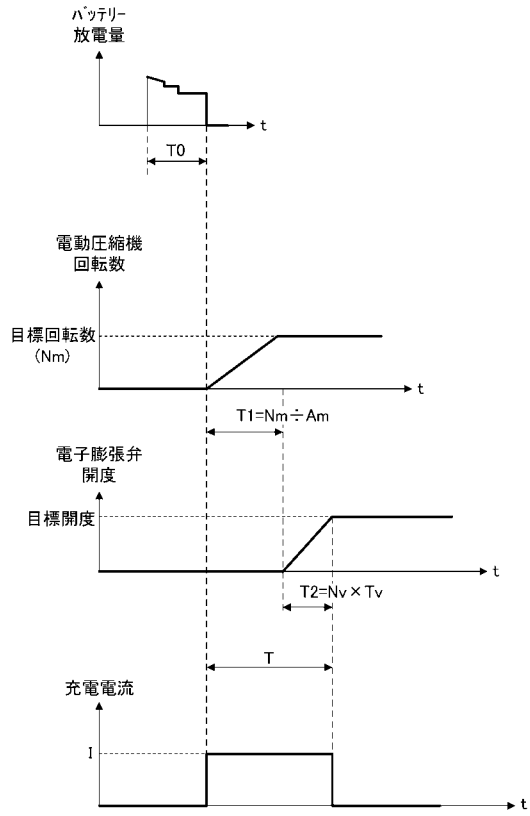 バッテリー
放電量
t
T0
電動圧縮機
回転数
目標回転数
(Nm)
t
T1=Nm÷Am
電子膨張弁
開度
目標開度
t
T2=Nv×Tv
T
充電電流
I
t